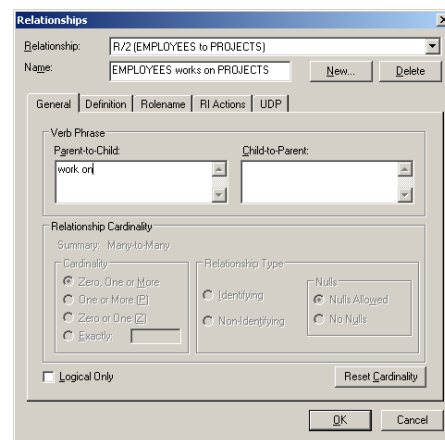 Relationships
Relationship: R/2 (EMPLOYEES to PROJECTS)
Name: EMPLOYEES works on PROJECTS New... Delete
General Definition Rolename RI Actions UDP
Verb Phrase
Parent-to-Child: Child-to-Parent:
work on
Relationship Cardinality
Summary: Many-to-Many
Cardinality Relationship Type
Zero, One or More Nulls
One or More (P) Identifying Nulls Allowed
Zero or One (Z) Non-Identifying No Nulls
Exactly:
Logical Only Reset Cardinality
OK Cancel